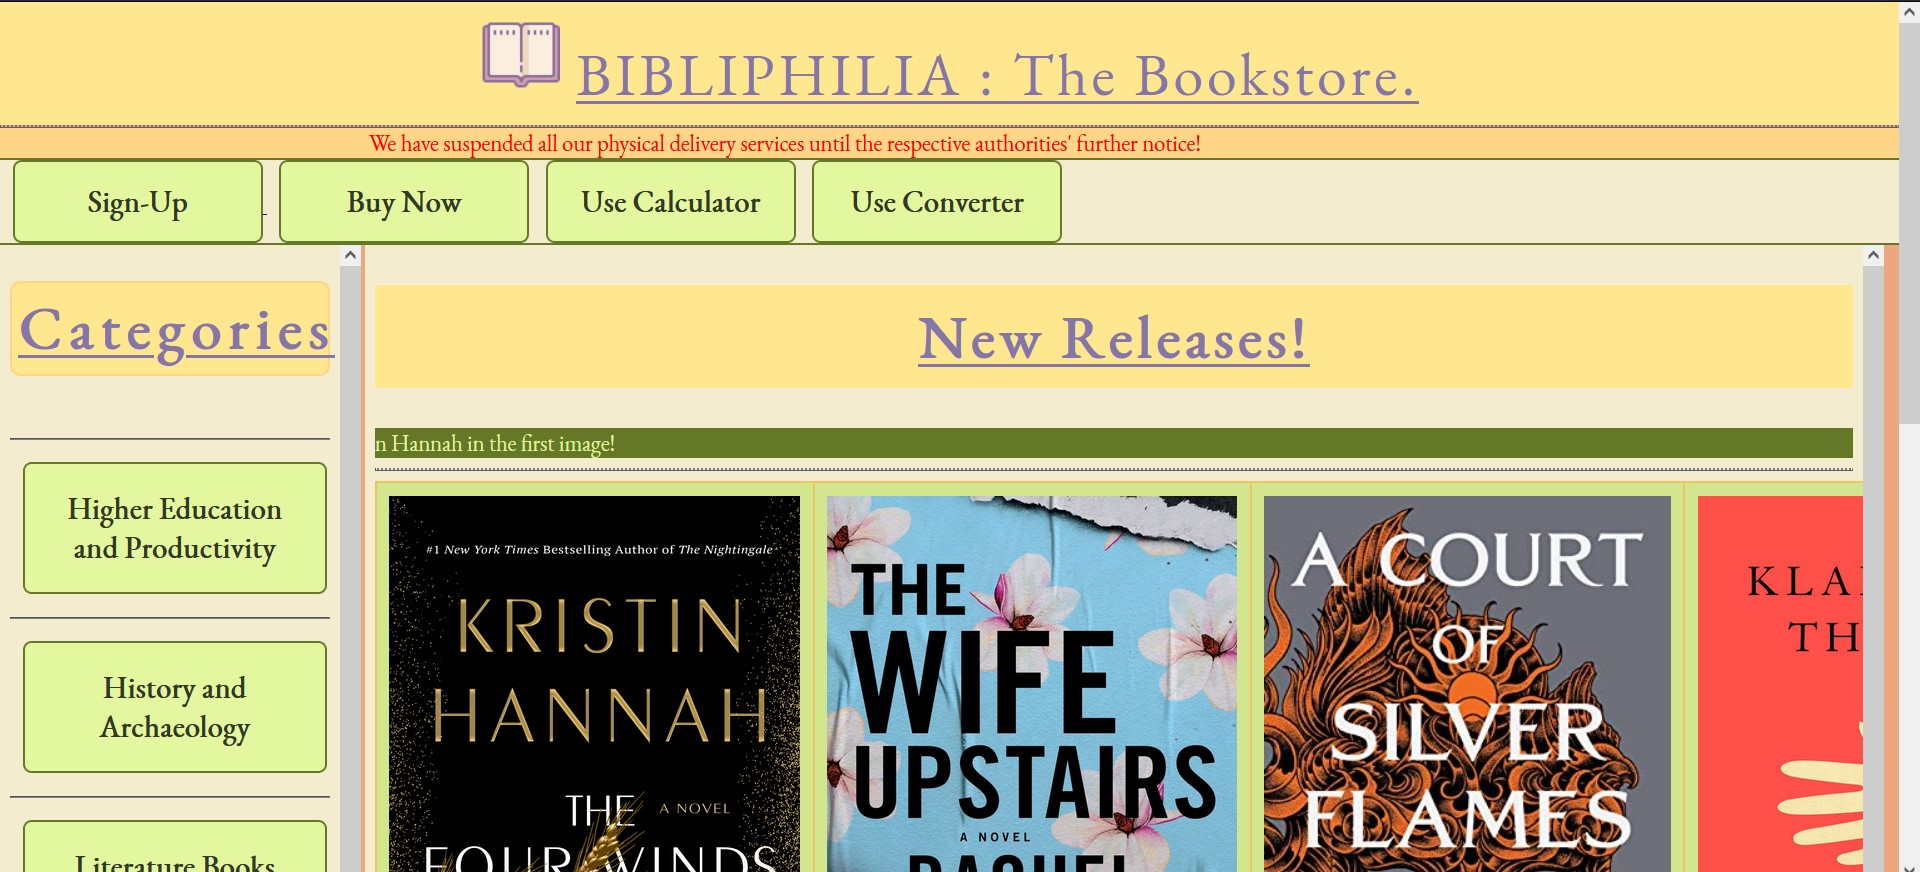 BIBLIPHILIA : The Bookstore.
We have suspended all our physical delivery services until the respective authorities' further notice!
Sign-Up
Buy Now
Use Calculator
Use Converter
Categories
Higher Education
and Productivity
History and
Archaeology
Literature Books
New Releases!
n Hannah in the first image!
#1 New York Times Bestselling Author of The Nightingale
KRISTIN
HANNAH
THE
A NOVEL
FOUR WINDS
THE
WIFE
UPSTAIRS
A NOVEL
RACHEL
A COURT
OF
SILVER
FLAMES
KLA
TH